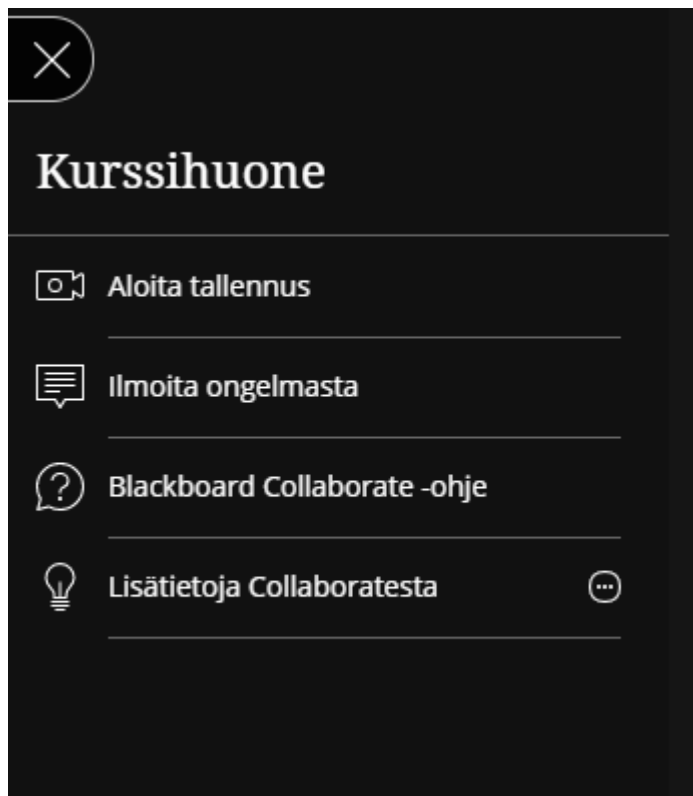 Kurssihuone
Aloita tallennus
Ilmoita ongelmasta
Blackboard Collaborate -ohje
Lisätietoja Collaboratesta